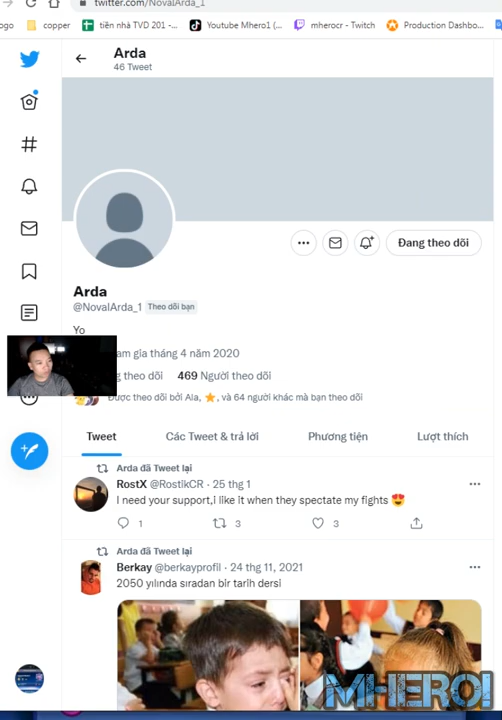 twitter.com/NovalArda_1
ogo copper tiền nhà TVD 201 -... Youtube Mhero1 (... mherocr - Twitch Production Dashbo...
Arda
46 Tweet
Đang theo dõi
Arda
@NovalArda_1 Theo dõi bạn
Yo
am gia tháng 4 năm 2020
g theo dõi 469 Người theo dõi
Được theo dõi bởi Ala, ⭐, và 64 người khác mà bạn theo dõi
Tweet Các Tweet & trả lời Phương tiện Lượt thích
Arda đã Tweet lại
RostX @RostikCR · 25 thg 1
I need your support,i like it when they spectate my fights 😍
1 3 3
Arda đã Tweet lại
Berkay @berkayprofil · 24 thg 11, 2021
2050 yılında sıradan bir tarih dersi
MHERO!